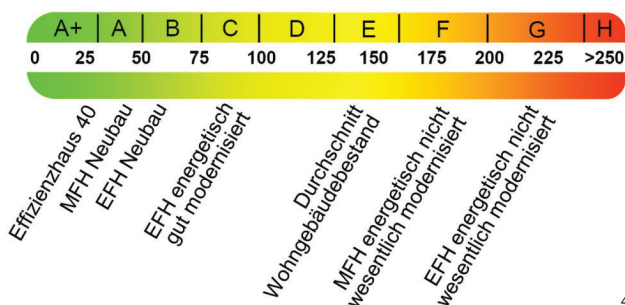 A+ A B C D E F G H
0 25 50 75 100 125 150 175 200 225 >250
Effizienzhaus 40
MFH Neubau
EFH Neubau
EFH energetisch
gut modernisiert
Durchschnitt
Wohngebäudebestand
MFH energetisch nicht
wesentlich modernisiert
EFH energetisch nicht
wesentlich modernisiert